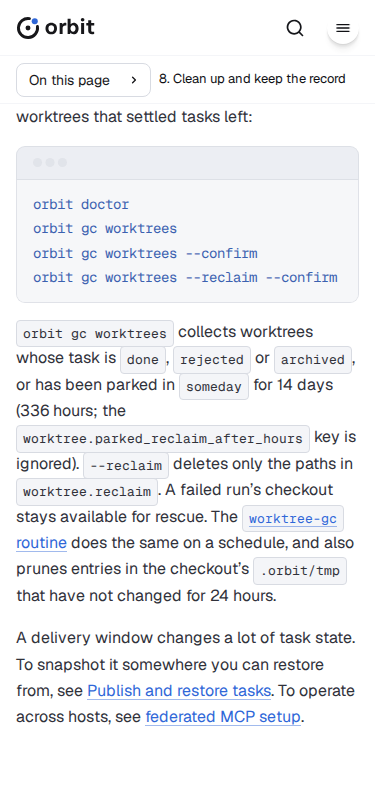 orbit
On this page
8. Clean up and keep the record
worktrees that settled tasks left:
orbit doctor
orbit gc worktrees
orbit gc worktrees --confirm
orbit gc worktrees --reclaim --confirm
orbit gc worktrees collects worktrees
whose task is done, rejected or archived,
or has been parked in someday for 14 days
(336 hours; the
worktree.parked_reclaim_after_hours key is
ignored). --reclaim deletes only the paths in
worktree.reclaim. A failed run’s checkout
stays available for rescue. The worktree-gc
routine does the same on a schedule, and also
prunes entries in the checkout’s .orbit/tmp
that have not changed for 24 hours.
A delivery window changes a lot of task state.
To snapshot it somewhere you can restore
from, see Publish and restore tasks. To operate
across hosts, see federated MCP setup.